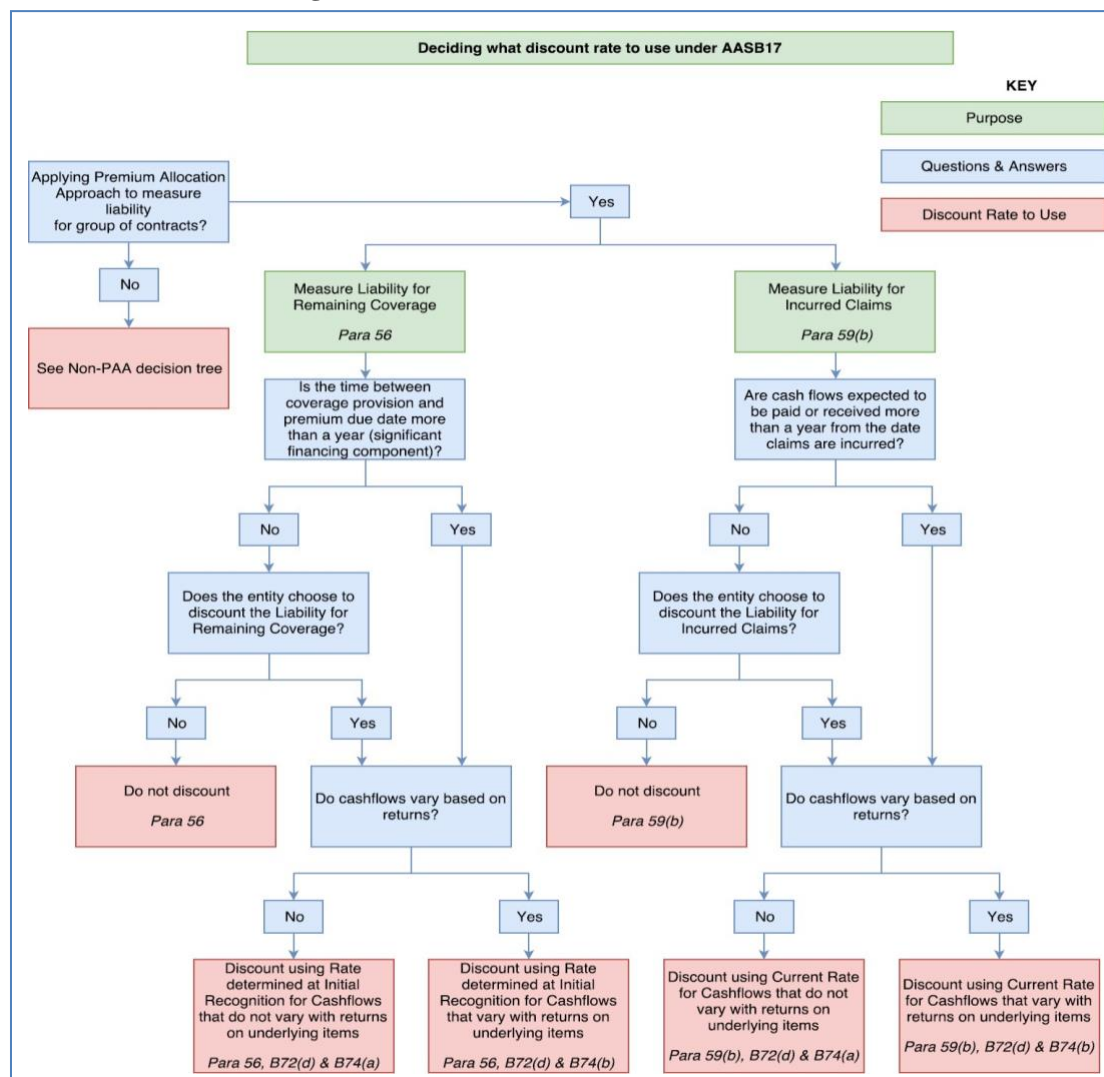 Deciding what discount rate to use under AASB17
KEY
Purpose
Questions & Answers
Discount Rate to Use
Applying Premium Allocation
Approach to measure
liability
for group of contracts?
Yes
No
See Non-PAA decision tree
Measure Liability for
Remaining Coverage
Para 56
Measure Liability for
Incurred Claims
Para 59(b)
Is the time between
coverage provision and
premium due date more
than a year (significant
financing component)?
Are cash flows expected to
be paid or received more
than a year from the date
claims are incurred?
No
Yes
No
Yes
Does the entity choose to
discount the Liability for
Remaining Coverage?
Does the entity choose to
discount the Liability for
Incurred Claims?
No
Yes
No
Yes
Do not discount
Para 56
Do cashflows vary based on
returns?
Do not discount
Para 59(b)
Do cashflows vary based on
returns?
No
Yes
No
Yes
Discount using Rate
determined at Initial
Recognition for Cashflows
that do not vary with returns
on underlying items
Para 56, B72(d) & B74(a)
Discount using Rate
determined at Initial
Recognition for Cashflows
that vary with returns on
underlying items
Para 56, B72(d) & B74(b)
Discount using Current Rate
for Cashflows that do not
vary with returns on
underlying items
Para 59(b), B72(d) & B74(a)
Discount using Current Rate
for Cashflows that vary with
returns on underlying items
Para 59(b), B72(d) & B74(b)